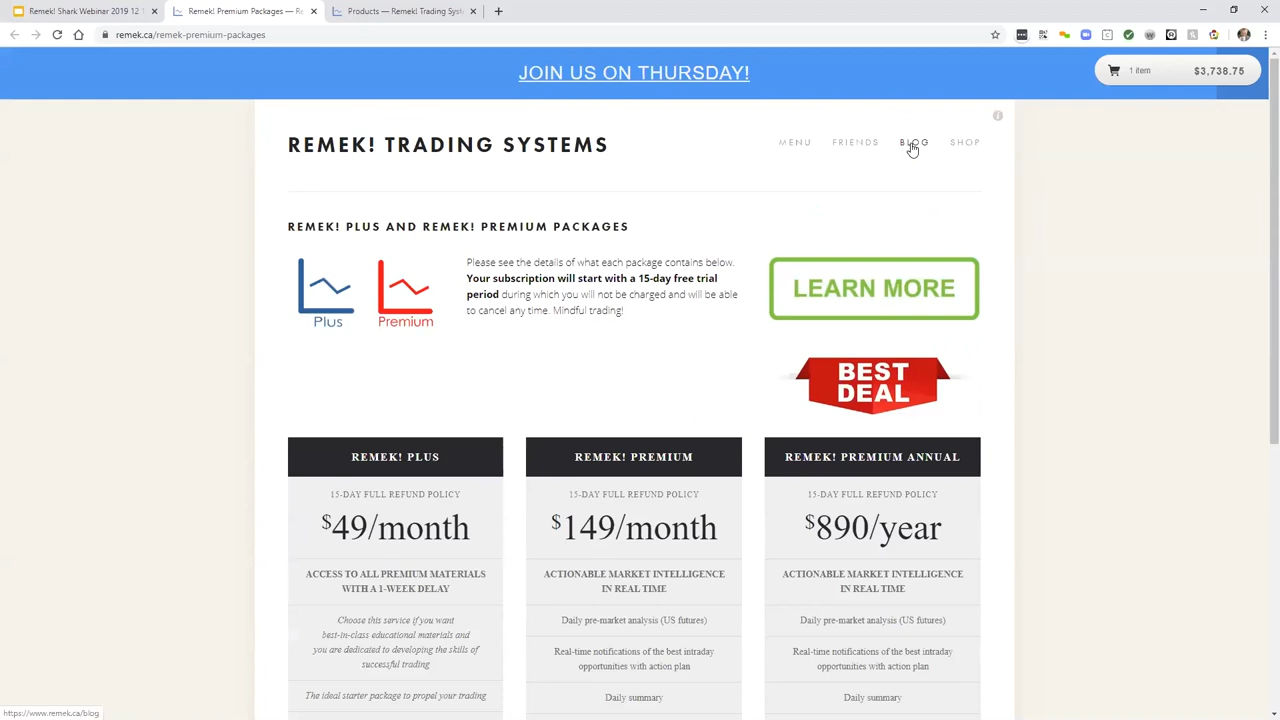 Remek! Shark Webinar 2019 12 1
Remek! Premium Packages — Re
Products — Remek! Trading Syst
remek.ca/remek-premium-packages
JOIN US ON THURSDAY!
1 item
$3,738.75
REMEK! TRADING SYSTEMS
MENU FRIENDS BLOG SHOP
REMEK! PLUS AND REMEK! PREMIUM PACKAGES
Plus
Premium
Please see the details of what each package contains below.
Your subscription will start with a 15-day free trial
period during which you will not be charged and will be able
to cancel any time. Mindful trading!
LEARN MORE
BEST
DEAL
REMEK! PLUS
15-DAY FULL REFUND POLICY
$49/month
ACCESS TO ALL PREMIUM MATERIALS
WITH A 1-WEEK DELAY
Choose this service if you want
best-in-class educational materials and
you are dedicated to developing the skills of
successful trading
The ideal starter package to propel your trading
REMEK! PREMIUM
15-DAY FULL REFUND POLICY
$149/month
ACTIONABLE MARKET INTELLIGENCE
IN REAL TIME
Daily pre-market analysis (US futures)
Real-time notifications of the best intraday
opportunities with action plan
Daily summary
REMEK! PREMIUM ANNUAL
15-DAY FULL REFUND POLICY
$890/year
ACTIONABLE MARKET INTELLIGENCE
IN REAL TIME
Daily pre-market analysis (US futures)
Real-time notifications of the best intraday
opportunities with action plan
Daily summary
https://www.remek.ca/blog